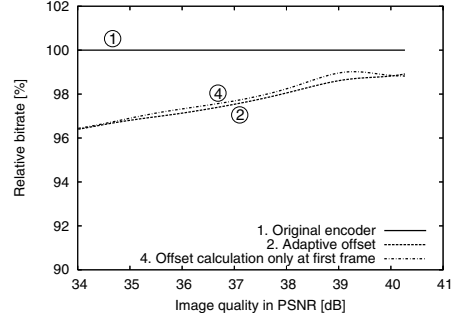 102
100
98
96
94
92
90
Relative bitrate [%]
1
4
2
1. Original encoder
2. Adaptive offset
4. Offset calculation only at first frame
34 35 36 37 38 39 40 41
Image quality in PSNR [dB]